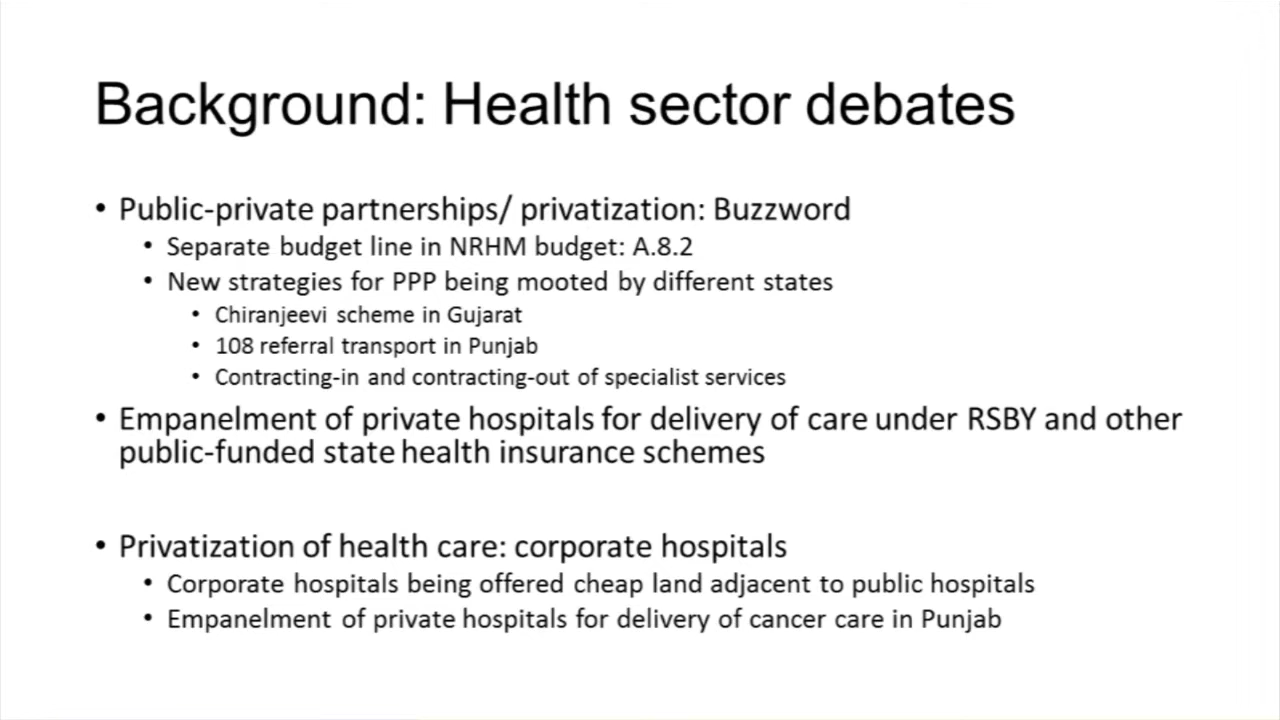 Background: Health sector debates
• Public-private partnerships/ privatization: Buzzword
• Separate budget line in NRHM budget: A.8.2
• New strategies for PPP being mooted by different states
• Chiranjeevi scheme in Gujarat
• 108 referral transport in Punjab
• Contracting-in and contracting-out of specialist services
• Empanelment of private hospitals for delivery of care under RSBY and other
public-funded state health insurance schemes
• Privatization of health care: corporate hospitals
• Corporate hospitals being offered cheap land adjacent to public hospitals
• Empanelment of private hospitals for delivery of cancer care in Punjab